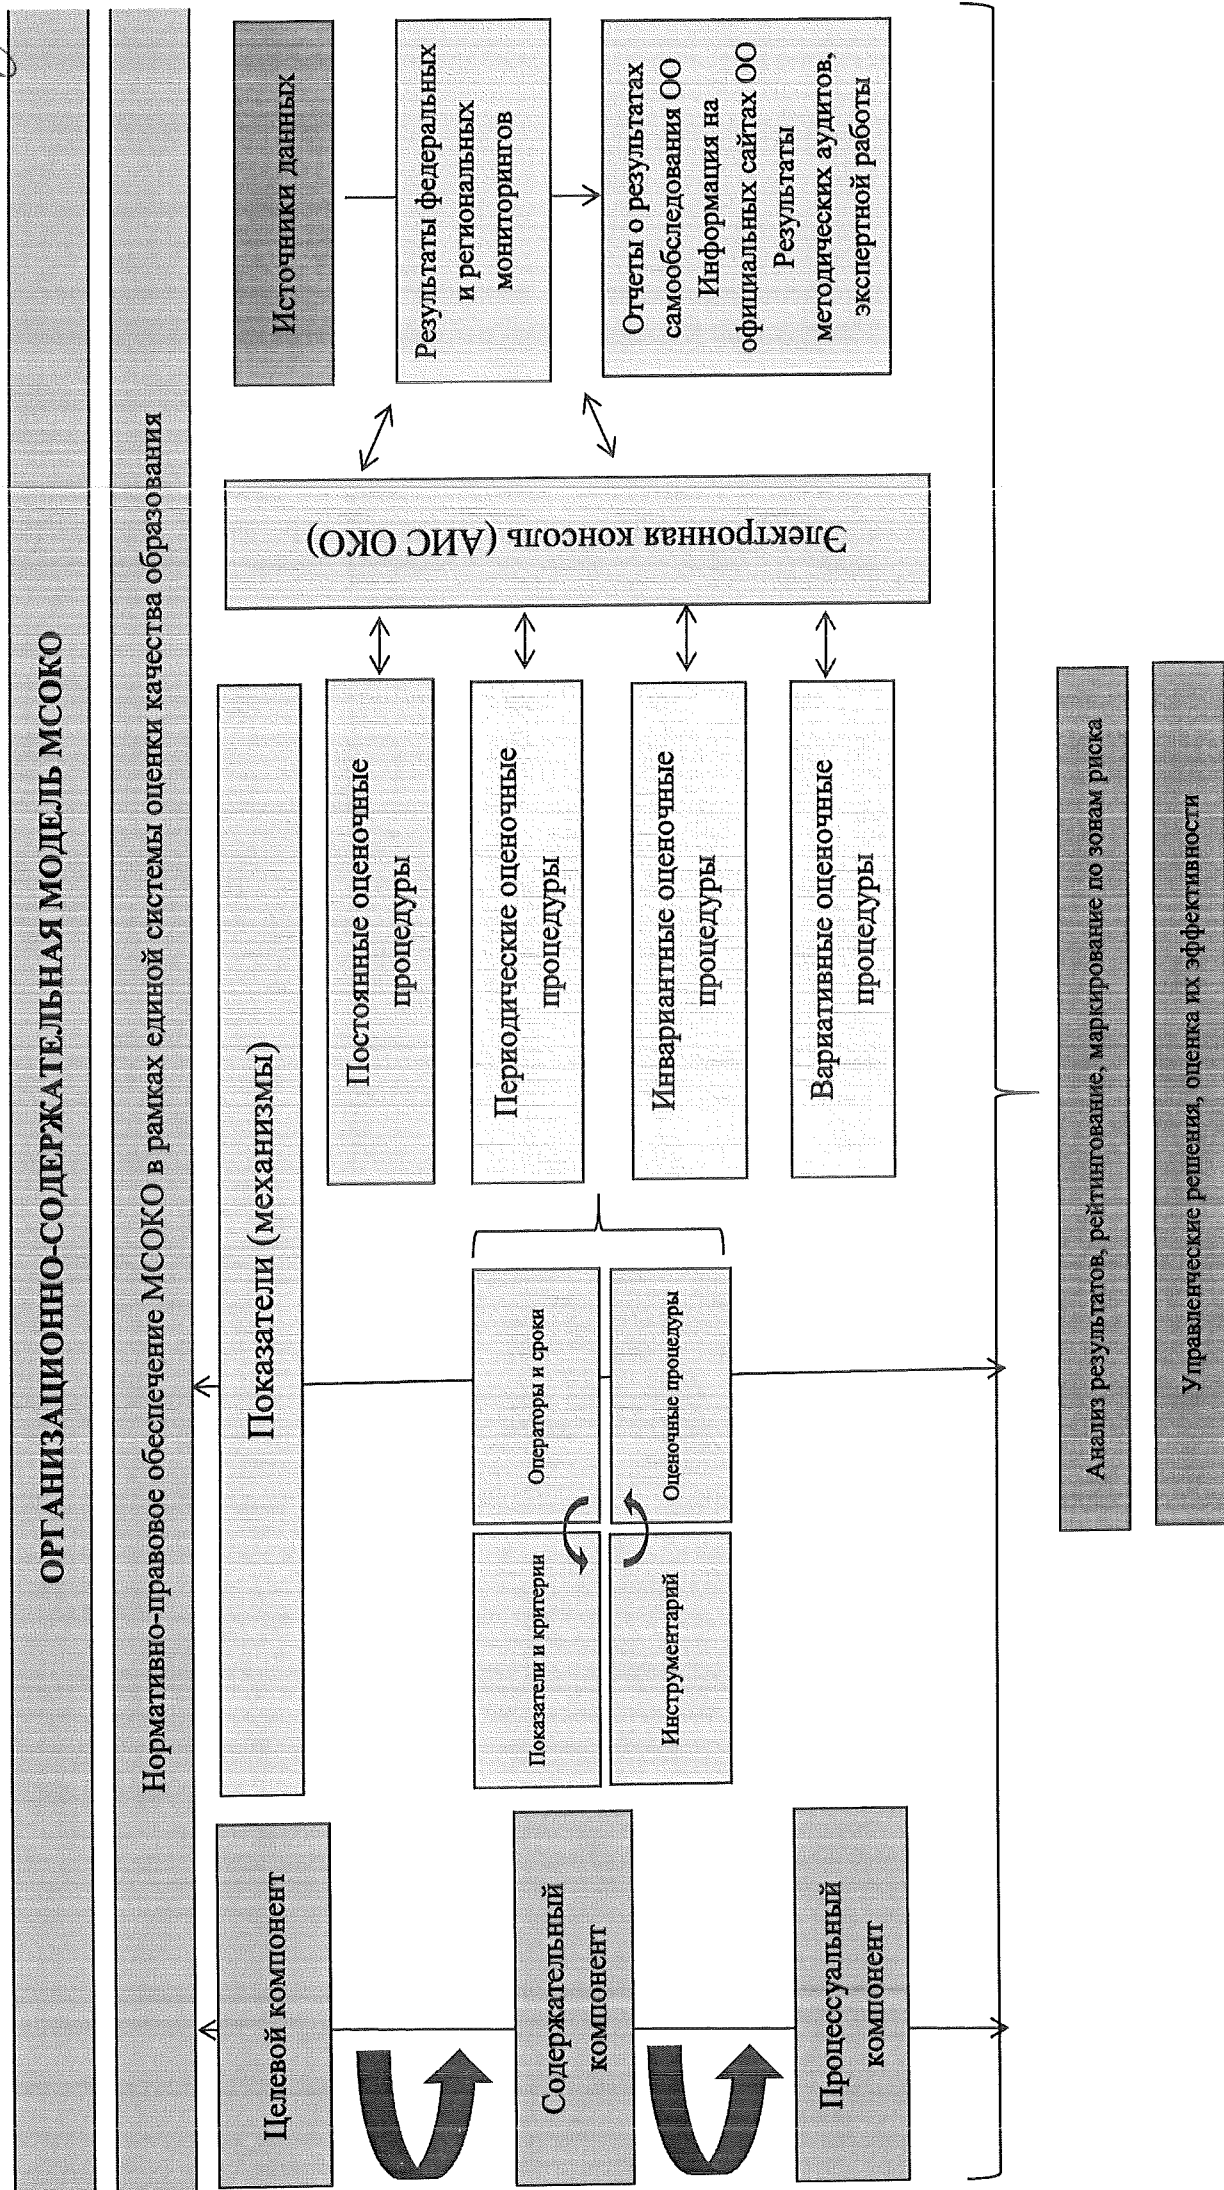 ОРГАНИЗАЦИОННО-СОДЕРЖАТЕЛЬНАЯ МОДЕЛЬ МСОКО
Нормативно-правовое обеспечение МСОКО в рамках единой системы оценки качества образования
Целевой компонент
Содержательный
компонент
Процессуальный
компонент
Показатели (механизмы)
Показатели и критерии
Операторы и сроки
Инструментарий
Оценочные процедуры
Постоянные оценочные
процедуры
Периодические оценочные
процедуры
Инвариантные оценочные
процедуры
Вариативные оценочные
процедуры
Электронная консоль (АИС ОКО)
Источники данных
Результаты федеральных
и региональных
мониторингов
Отчеты о результатах
самообследования ОО
Информация на
официальных сайтах ОО
Результаты
методических аудитов,
экспертной работы
Анализ результатов, рейтингование, маркирование по зонам риска
Управленческие решения, оценка их эффективности